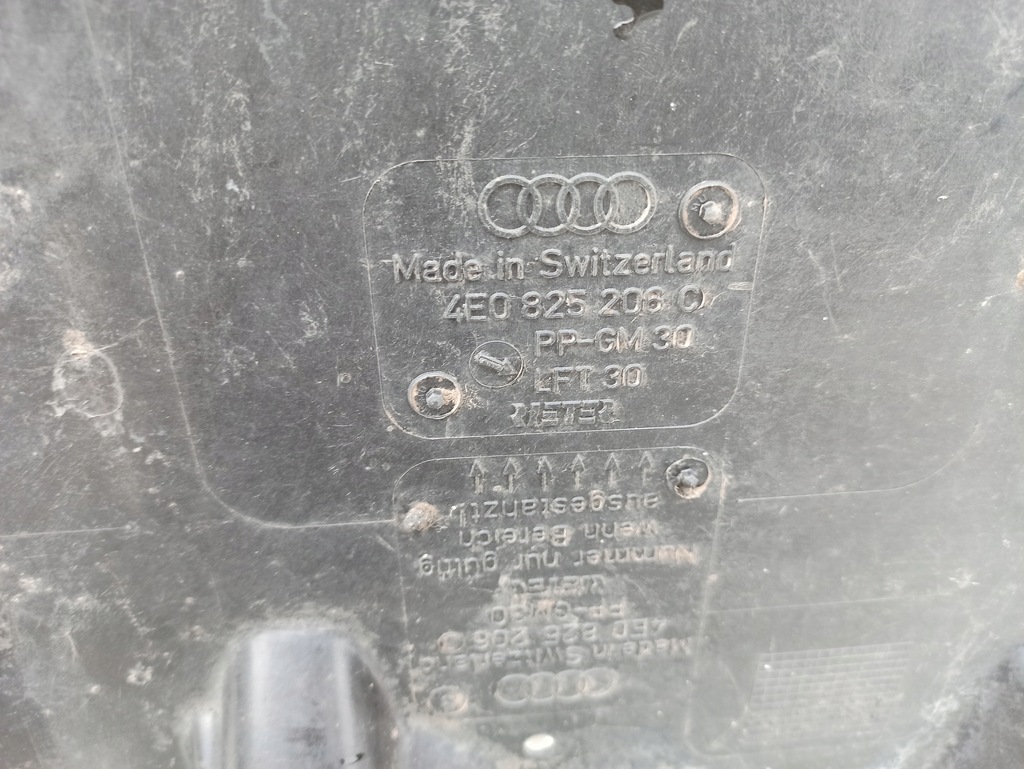 Made in Switzerland
4E0 825 206 C
PP-GM 30
LFT 30
RIETER
Made in Switzerland
4E0 825 206
PP-GM30
RIETER
Nummer nur gültig
wenn Bereich
ausgestanzt!